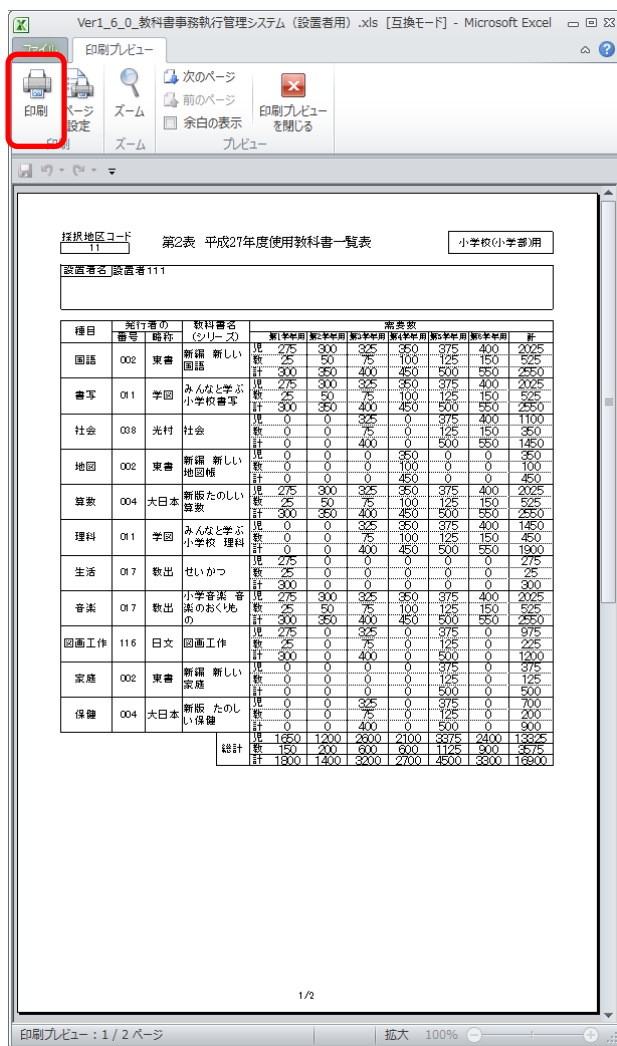 Ver1_6_0_教科書事務執行管理システム（設置者用）.xls [互換モード] - Microsoft Excel
ファイル 印刷プレビュー
印刷 ページ設定 ズーム 次のページ 前のページ 余白の表示 印刷プレビューを閉じる
印刷 ズーム プレビュー
採択地区コード
11
第2表 平成27年度使用教科書一覧表
小学校(小学部)用
設置者名 設置者111
種目 発行者の 教科書名 需要数
番号 略称 (シリーズ) 第1学年用 第2学年用 第3学年用 第4学年用 第5学年用 第6学年用 計
国語 002 東書 新編 新しい国語 児 275 300 325 350 375 400 2025
教 25 50 75 100 125 150 525
計 300 350 400 450 500 550 2550
書写 011 学図 みんなと学ぶ小学校書写 児 275 300 325 350 375 400 2025
教 25 50 75 100 125 150 525
計 300 350 400 450 500 550 2550
社会 038 光村 社会 児 0 0 325 0 375 400 1100
教 0 0 75 0 125 150 350
計 0 0 400 0 500 550 1450
地図 002 東書 新編 新しい地図帳 児 0 0 0 350 0 0 350
教 0 0 0 100 0 0 100
計 0 0 0 450 0 0 450
算数 004 大日本 新版たのしい算数 児 275 300 325 350 375 400 2025
教 25 50 75 100 125 150 525
計 300 350 400 450 500 550 2550
理科 011 学図 みんなと学ぶ小学校 理科 児 0 0 325 350 375 400 1450
教 0 0 75 100 125 150 450
計 0 0 400 450 500 550 1900
生活 017 教出 せいかつ 児 275 0 0 0 0 0 275
教 25 0 0 0 0 0 25
計 300 0 0 0 0 0 300
音楽 017 教出 小学音楽 音楽のおくりもの 児 275 300 325 350 375 400 2025
教 25 50 75 100 125 150 525
計 300 350 400 450 500 550 2550
図画工作 116 日文 図画工作 児 275 0 325 0 375 0 975
教 25 0 75 0 125 0 225
計 300 0 400 0 500 0 1200
家庭 002 東書 新編 新しい家庭 児 0 0 0 0 375 0 375
教 0 0 0 0 125 0 125
計 0 0 0 0 500 0 500
保健 004 大日本 新版 たのしい保健 児 0 0 325 0 375 0 700
教 0 0 75 0 125 0 200
計 0 0 400 0 500 0 900
総計 児 1650 1200 2600 2100 3375 2400 13325
教 150 200 600 600 1125 900 3575
計 1800 1400 3200 2700 4500 3300 16900
1/2
印刷プレビュー：1 / 2 ページ 拡大 100%